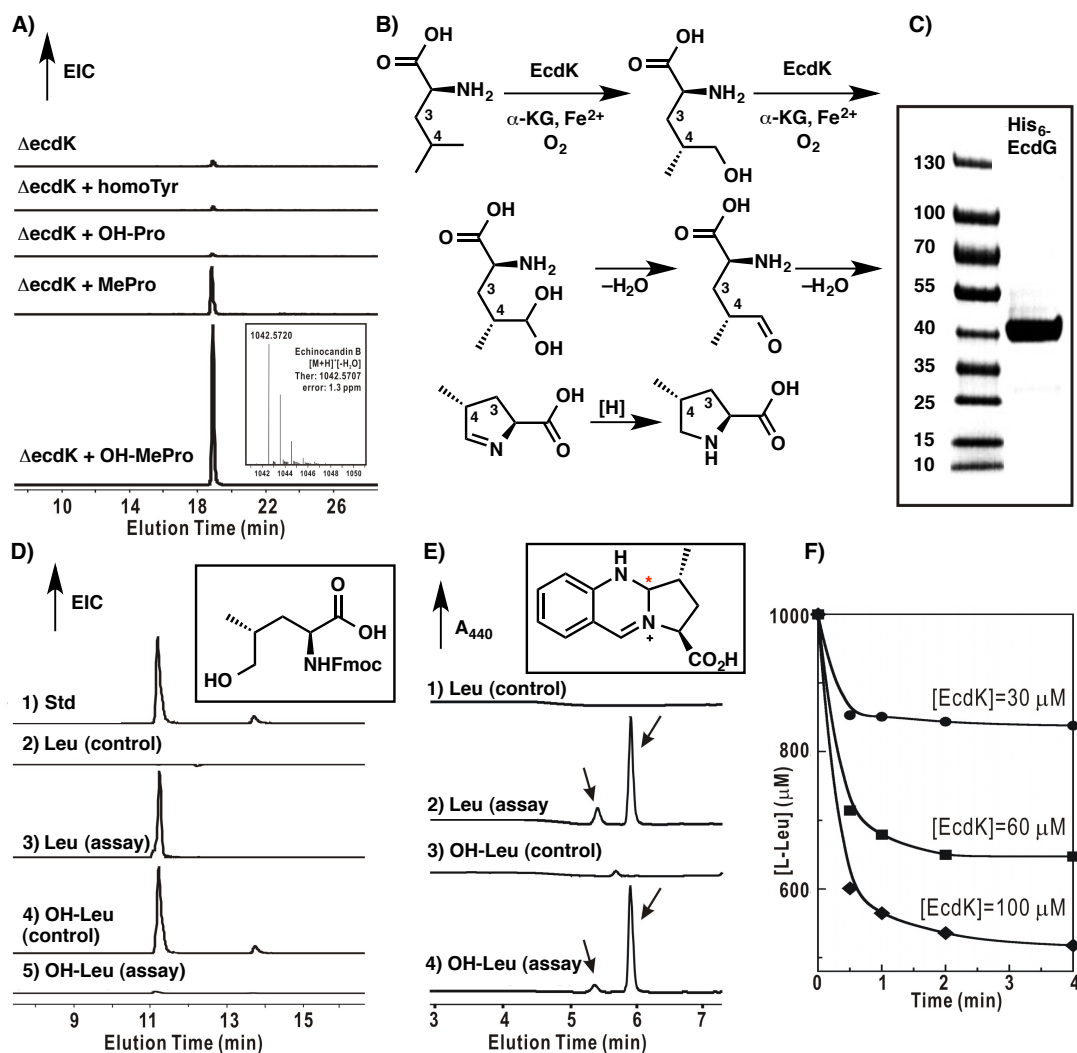 A)
EIC
ΔecdK
ΔecdK + homoTyr
ΔecdK + OH-Pro
ΔecdK + MePro
ΔecdK + OH-MePro
1042.5720
Echinocandin B
[M+H]⁺[-H₂O]
Ther: 1042.5707
error: 1.3 ppm
1042 1044 1046 1048 1050
10 14 18 22 26
Elution Time (min)
B)
OH
O
NH₂
3
4
EcdK
α-KG, Fe²⁺
O₂
OH
O
NH₂
3
4
OH
EcdK
α-KG, Fe²⁺
O₂
OH
O
NH₂
3
4
OH
OH
–H₂O
OH
O
NH₂
3
4
O
–H₂O
4
3
N
OH
O
[H]
4
3
N
H
OH
O
C)
His₆-
EcdG
130
100
70
55
40
35
25
15
10
D)
EIC
O
OH
NHFmoc
HO
1) Std
2) Leu (control)
3) Leu (assay)
4) OH-Leu
(control)
5) OH-Leu (assay)
9 11 13 15
Elution Time (min)
E)
A₄₄₀
H
N
*
N
+
CO₂H
1) Leu (control)
2) Leu (assay
3) OH-Leu (control)
4) OH-Leu (assay
3 4 5 6 7
Elution Time (min)
F)
1000
800
600
[L-Leu] (μM)
[EcdK]=30 μM
[EcdK]=60 μM
[EcdK]=100 μM
0 1 2 3 4
Time (min)